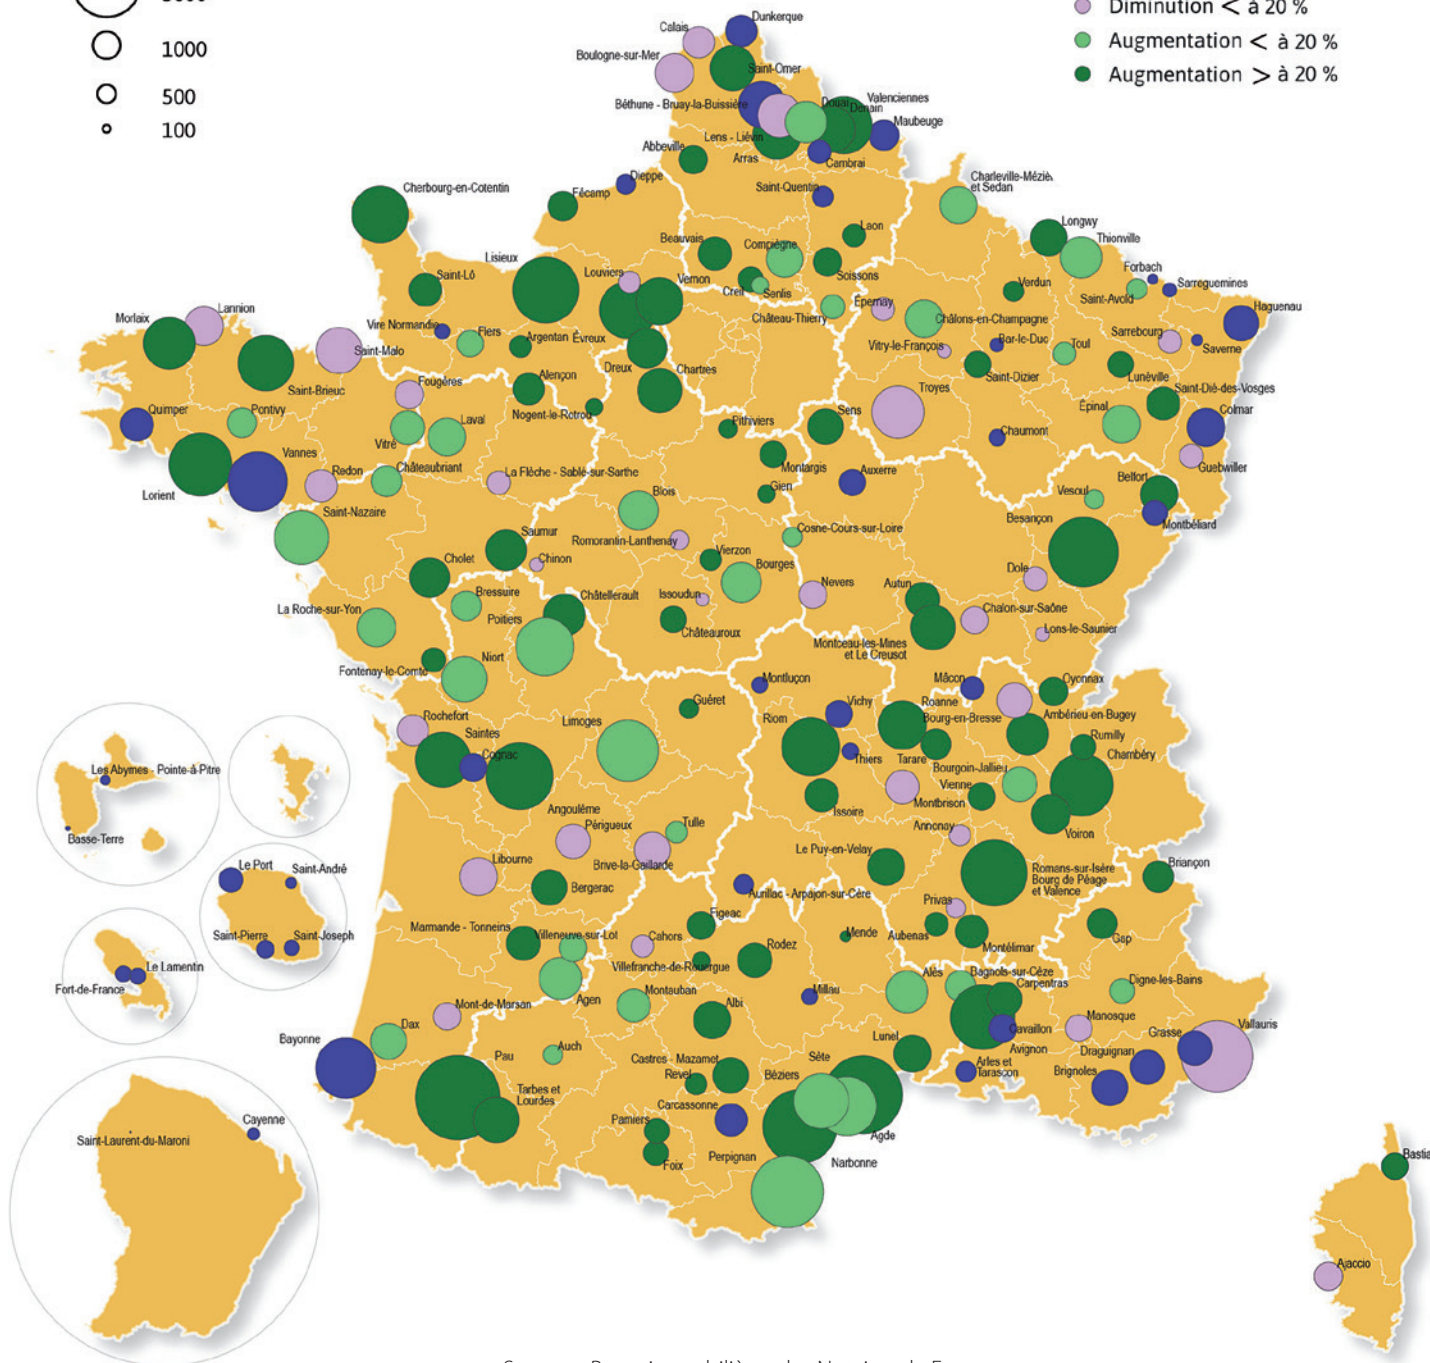 Diminution < à 20 %
1000
Augmentation < à 20 %
500
Augmentation > à 20 %
100
Dunkerque
Calais
Boulogne-sur-Mer
Saint-Omer
Béthune - Bruay-la-Buissière
Douai
Valenciennes
Denain
Maubeuge
Lens - Liévin
Abbeville
Arras
Cambrai
Dieppe
Saint-Quentin
Cherbourg-en-Cotentin
Fécamp
Charleville-Mézièr
et Sedan
Laon
Longwy
Beauvais
Compiègne
Thionville
Lisieux
Louviers
Vernon
Soissons
Forbach
Sarreguemines
Saint-Lô
Creil
Senlis
Verdun
Saint-Avold
Épernay
Haguenau
Lannion
Morlaix
Château-Thierry
Châlons-en-Champagne
Vire Normandie
Flers
Argentan
Évreux
Sarrebourg
Bar-le-Duc
Toul
Vitry-le-François
Saverne
Saint-Malo
Dreux
Chartres
Saint-Dizier
Lunéville
Alençon
Fougères
Troyes
Saint-Dié-des-Vosges
Saint-Brieuc
Quimper
Pontivy
Nogent-le-Rotrou
Sens
Épinal
Colmar
Laval
Pithiviers
Chaumont
Vitré
Vannes
Montargis
Guebwiller
Redon
Châteaubriant
La Flèche - Sablé-sur-Sarthe
Auxerre
Belfort
Lorient
Gien
Vesoul
Blois
Saint-Nazaire
Besançon
Montbéliard
Cosne-Cours-sur-Loire
Saumur
Romorantin-Lanthenay
Vierzon
Cholet
Chinon
Bourges
Dole
Nevers
Autun
Bressuire
Châtellerault
Issoudun
La Roche-sur-Yon
Chalon-sur-Saône
Poitiers
Châteauroux
Lons-le-Saunier
Montceau-les-Mines
et Le Creusot
Niort
Fontenay-le-Comte
Montluçon
Mâcon
Oyonnax
Guéret
Vichy
Roanne
Rochefort
Limoges
Riom
Bourg-en-Bresse
Ambérieu-en-Bugey
Saintes
Rumilly
Cognac
Thiers
Tarare
Chambéry
Les Abymes - Pointe-à-Pitre
Bourgoin-Jallieu
Vienne
Angoulême
Issoire
Montbrison
Périgueux
Tulle
Annonay
Voiron
Basse-Terre
Le Puy-en-Velay
Libourne
Brive-la-Gaillarde
Briançon
Le Port
Saint-André
Romans-sur-Isère
Bourg de Péage
et Valence
Bergerac
Aurillac - Arpajon-sur-Cère
Privas
Figeac
Marmande - Tonneins
Villeneuve-sur-Lot
Cahors
Mende
Aubenas
Gap
Saint-Pierre
Saint-Joseph
Rodez
Montélimar
Villefranche-de-Rouergue
Le Lamentin
Fort-de-France
Alès
Bagnols-sur-Cèze
Carpentras
Digne-les-Bains
Agen
Montauban
Millau
Mont-de-Marsan
Albi
Manosque
Dax
Cavaillon
Vallauris
Bayonne
Lunel
Avignon
Grasse
Pau
Auch
Castres - Mazamet
Sète
Draguignan
Arles et
Tarascon
Revel
Béziers
Brignoles
Tarbes et
Lourdes
Carcassonne
Cayenne
Pamiers
Saint-Laurent-du-Maroni
Agde
Foix
Perpignan
Narbonne
Bastia
Ajaccio